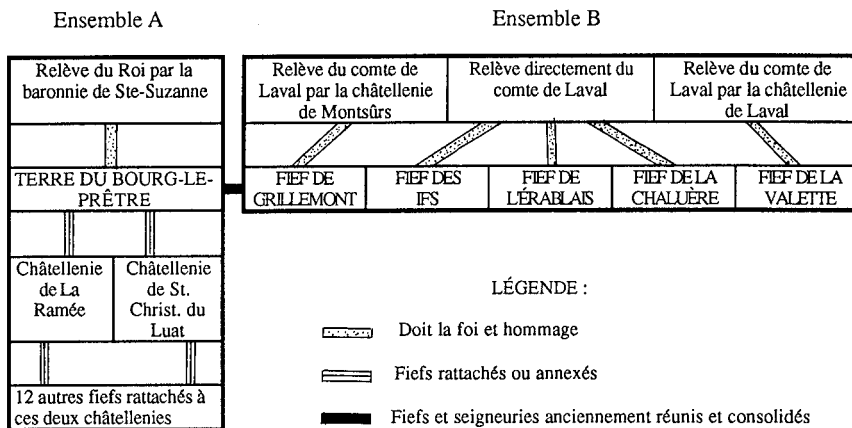 Ensemble A
Relève du Roi par la
baronnie de Ste-Suzanne
TERRE DU BOURG-LE-
PRÊTRE
Châtellenie
de La
Ramée
Châtellenie
de St.
Christ. du
Luat
12 autres fiefs rattachés à
ces deux châtellenies
Ensemble B
Relève du comte de
Laval par la châtellenie
de Montsûrs
Relève directement du
comte de Laval
Relève du comte de
Laval par la châtellenie
de Laval
FIEF DE
GRILLEMONT
FIEF DES
IFS
FIEF DE
L'ÉRABLAIS
FIEF DE LA
CHALUÈRE
FIEF DE LA
VALETTE
LÉGENDE :
Doit la foi et hommage
Fiefs rattachés ou annexés
Fiefs et seigneuries anciennement réunis et consolidés